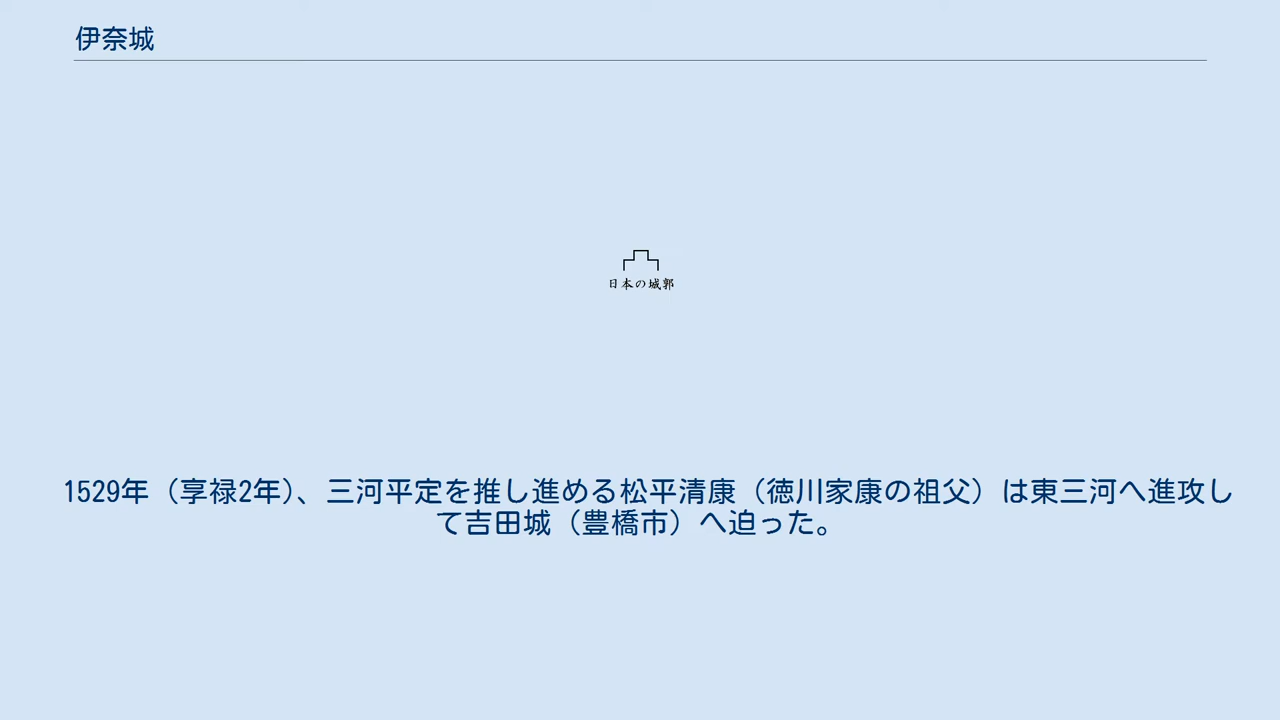 伊奈城
日本の城郭
1529年（享禄2年）、三河平定を推し進める松平清康（徳川家康の祖父）は東三河へ進攻し
て吉田城（豊橋市）へ迫った。